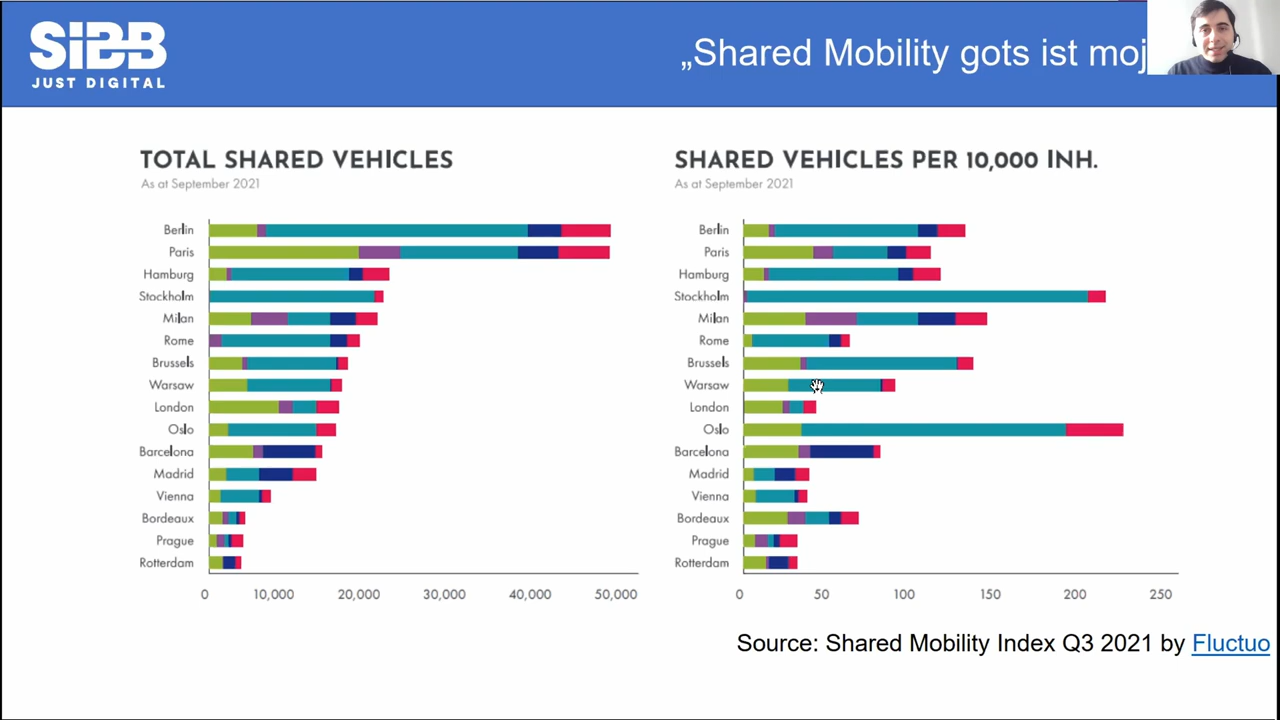 SiBB
JUST DIGITAL
„Shared Mobility gots ist moj
TOTAL SHARED VEHICLES
As at September 2021
Berlin
Paris
Hamburg
Stockholm
Milan
Rome
Brussels
Warsaw
London
Oslo
Barcelona
Madrid
Vienna
Bordeaux
Prague
Rotterdam
0 10,000 20,000 30,000 40,000 50,000
SHARED VEHICLES PER 10,000 INH.
As at September 2021
Berlin
Paris
Hamburg
Stockholm
Milan
Rome
Brussels
Warsaw
London
Oslo
Barcelona
Madrid
Vienna
Bordeaux
Prague
Rotterdam
0 50 100 150 200 250
Source: Shared Mobility Index Q3 2021 by Fluctuo